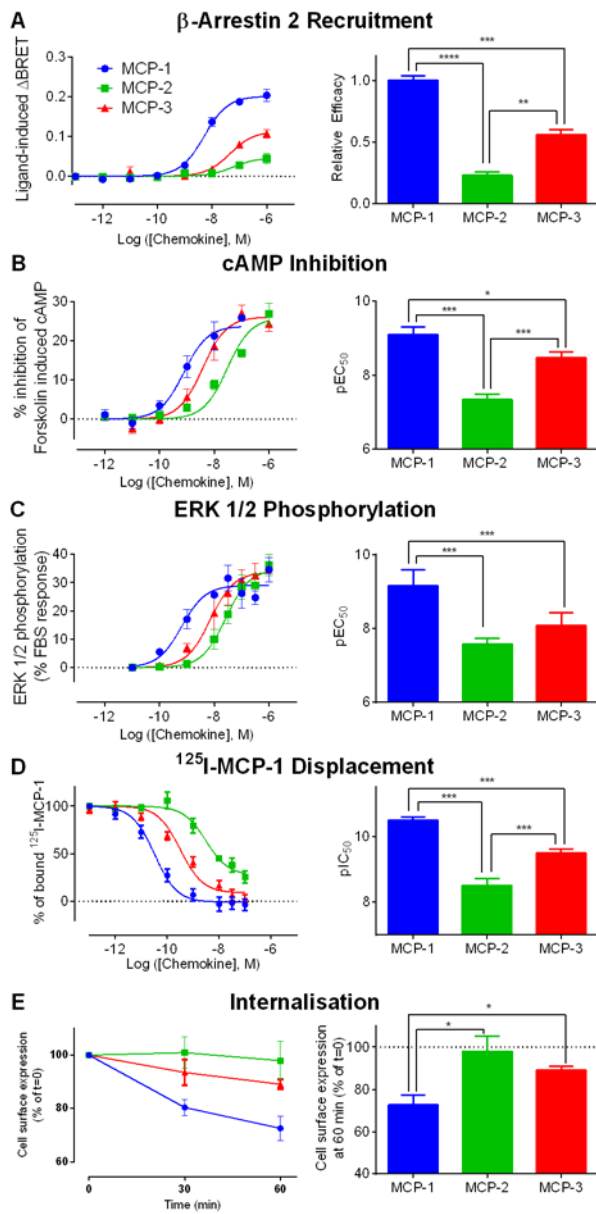 A
β-Arrestin 2 Recruitment
Ligand-induced ΔBRET
0.3
0.2
0.1
0.0
MCP-1
MCP-2
MCP-3
-12 -10 -8 -6
Log ([Chemokine], M)
Relative Efficacy
1.0
0.5
0.0
***
****
**
MCP-1 MCP-2 MCP-3
B
cAMP Inhibition
% inhibition of
Forskolin induced cAMP
30
20
10
0
-12 -10 -8 -6
Log ([Chemokine], M)
pEC50
10
8
6
*
***
***
MCP-1 MCP-2 MCP-3
C
ERK 1/2 Phosphorylation
ERK 1/2 phosphorylation
(% FBS response)
40
30
20
10
0
-12 -10 -8 -6
Log ([Chemokine], M)
pEC50
10
8
6
***
***
MCP-1 MCP-2 MCP-3
D
125I-MCP-1 Displacement
% of bound 125I-MCP-1
100
50
0
-12 -10 -8 -6
Log ([Chemokine], M)
pIC50
10
8
***
***
***
MCP-1 MCP-2 MCP-3
E
Internalisation
Cell surface expression
(% of t=0)
100
80
60
0 30 60
Time (min)
Cell surface expression
at 60 min (% of t=0)
100
80
60
40
*
*
MCP-1 MCP-2 MCP-3